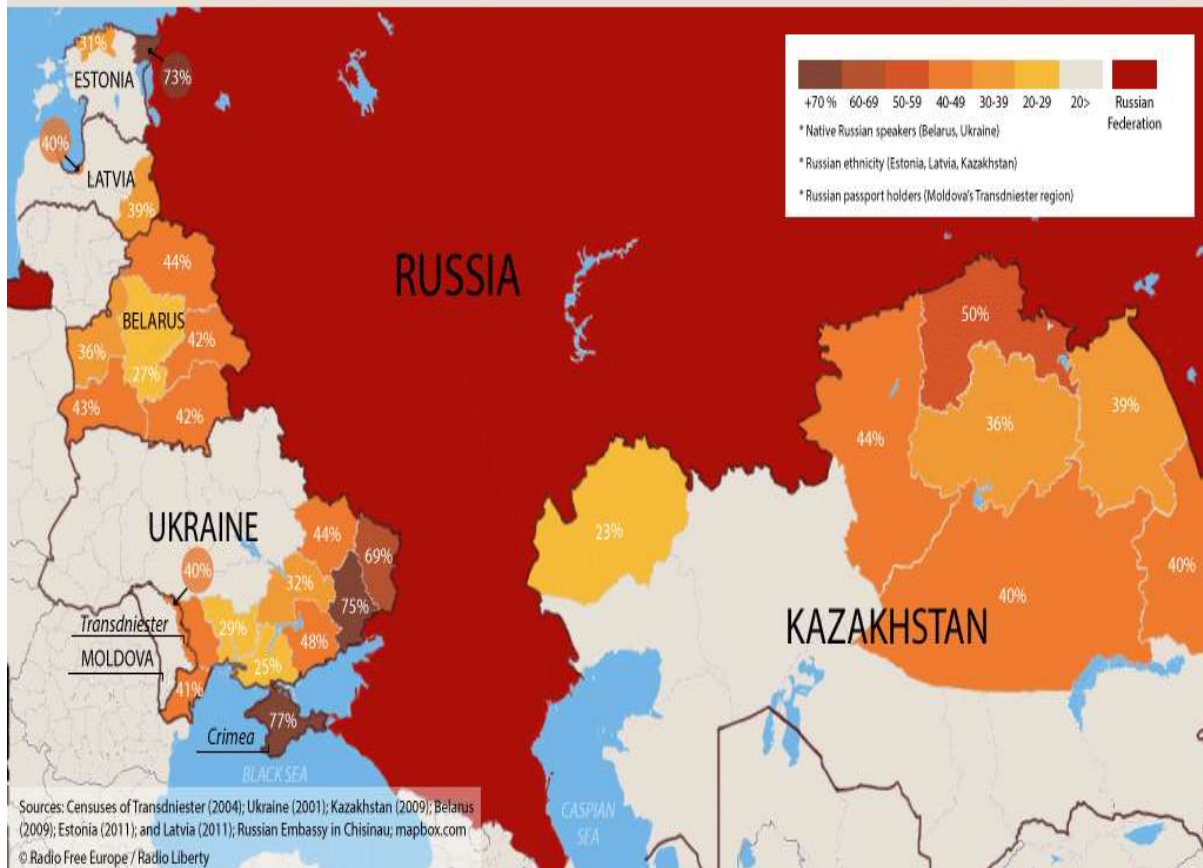 +70 % 60-69 50-59 40-49 30-39 20-29 20> Russian
Federation
* Native Russian speakers (Belarus, Ukraine)
* Russian ethnicity (Estonia, Latvia, Kazakhstan)
* Russian passport holders (Moldova's Transdniester region)
31%
ESTONIA
73%
40%
LATVIA
39%
44%
BELARUS
36%
42%
27%
43%
42%
RUSSIA
50%
39%
44%
36%
23%
40%
40%
KAZAKHSTAN
UKRAINE
44%
69%
40%
32%
75%
Transdniester
29%
48%
MOLDOVA
25%
41%
77%
Crimea
BLACK SEA
CASPIAN
SEA
Sources: Censuses of Transdniester (2004); Ukraine (2001); Kazakhstan (2009); Belarus
(2009); Estonia (2011); and Latvia (2011); Russian Embassy in Chisinau; mapbox.com
© Radio Free Europe / Radio Liberty